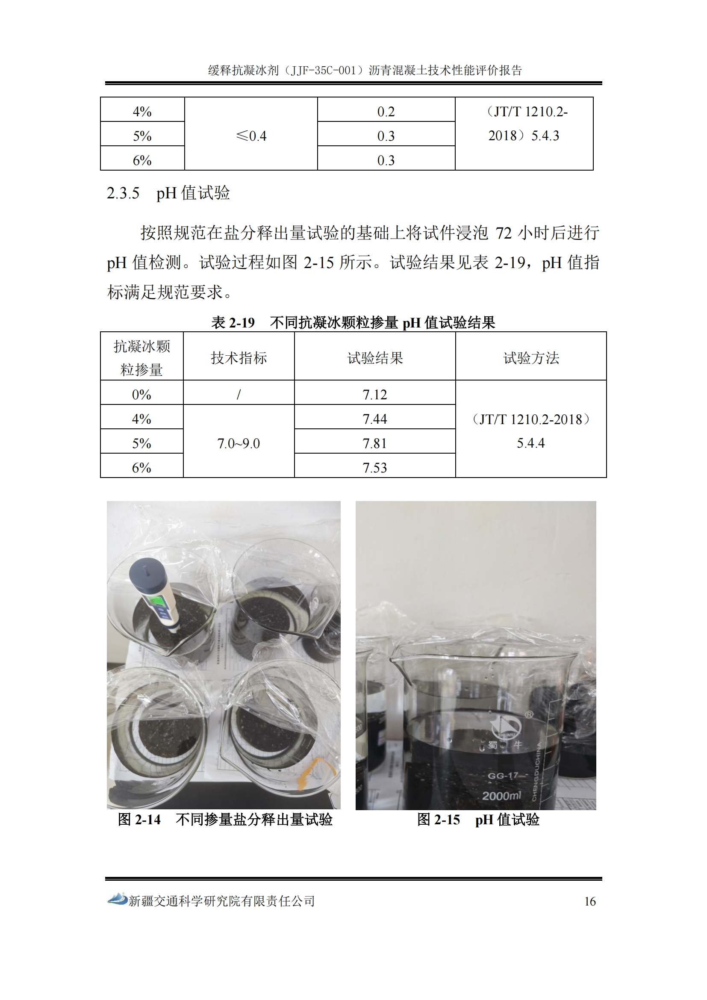 缓释抗凝冰剂（JJF-35C-001）沥青混凝土技术性能评价报告
4% ≤0.4 0.2 （JT/T 1210.2-2018）5.4.3
5% 0.3
6% 0.3
2.3.5 pH 值试验
按照规范在盐分释出量试验的基础上将试件浸泡 72 小时后进行
pH 值检测。试验过程如图 2-15 所示。试验结果见表 2-19，pH 值指
标满足规范要求。
表 2-19 不同抗凝冰颗粒掺量 pH 值试验结果
抗凝冰颗粒掺量 技术指标 试验结果 试验方法
0% / 7.12 （JT/T 1210.2-2018）5.4.4
4% 7.0~9.0 7.44
5% 7.81
6% 7.53
SHUNIU
®
蜀牛
GG-17
2000ml
CHENGDUCHINA
图 2-14 不同掺量盐分释出量试验
图 2-15 pH 值试验
新疆交通科学研究院有限责任公司 16